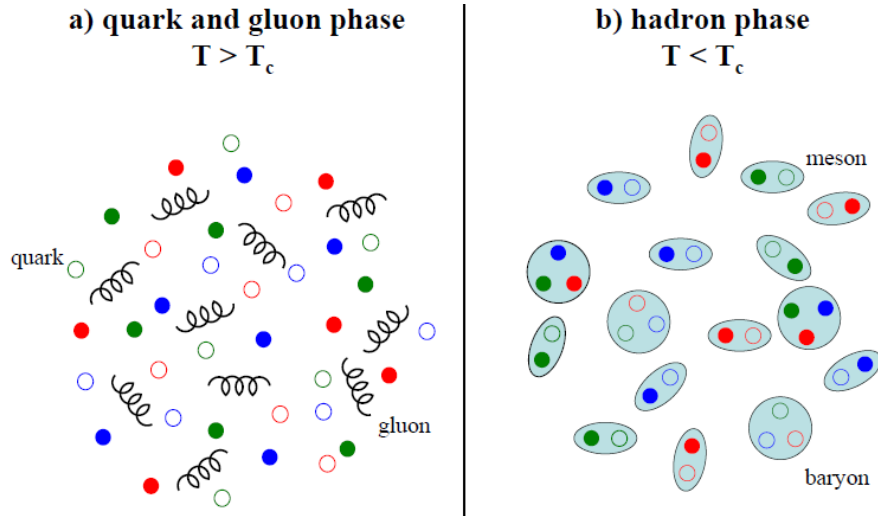 a) quark and gluon phase
T > Tc
quark
gluon
b) hadron phase
T < Tc
meson
baryon